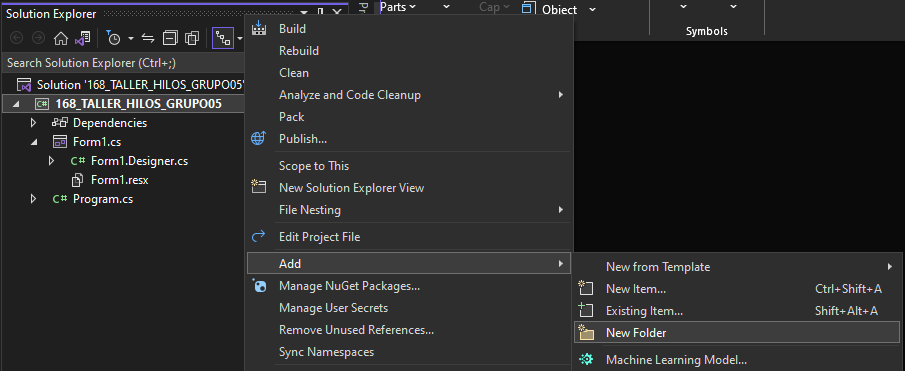 Solution Explorer
Parts
Cap
Object
Symbols
Search Solution Explorer (Ctrl+;)
Solution '168_TALLER_HILOS_GRUPO05'
168_TALLER_HILOS_GRUPO05
Dependencies
Form1.cs
C# Form1.Designer.cs
Form1.resx
C# Program.cs
Build
Rebuild
Clean
Analyze and Code Cleanup
Pack
Publish...
Scope to This
New Solution Explorer View
File Nesting
Edit Project File
Add
Manage NuGet Packages...
Manage User Secrets
Remove Unused References...
Sync Namespaces
New from Template
New Item... Ctrl+Shift+A
Existing Item... Shift+Alt+A
New Folder
Machine Learning Model...